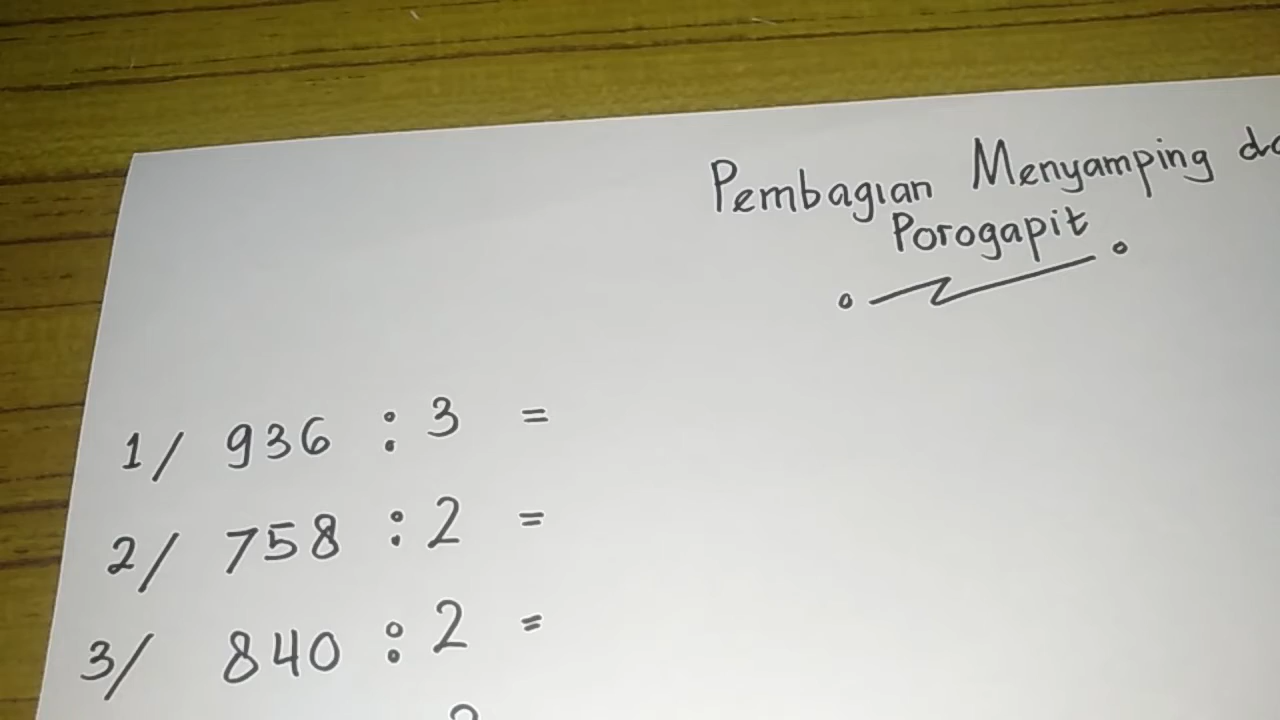 Pembagian Menyamping
Porogapit
1/ 936 : 3 =
2/ 758 : 2 =
3/ 840 : 2 =